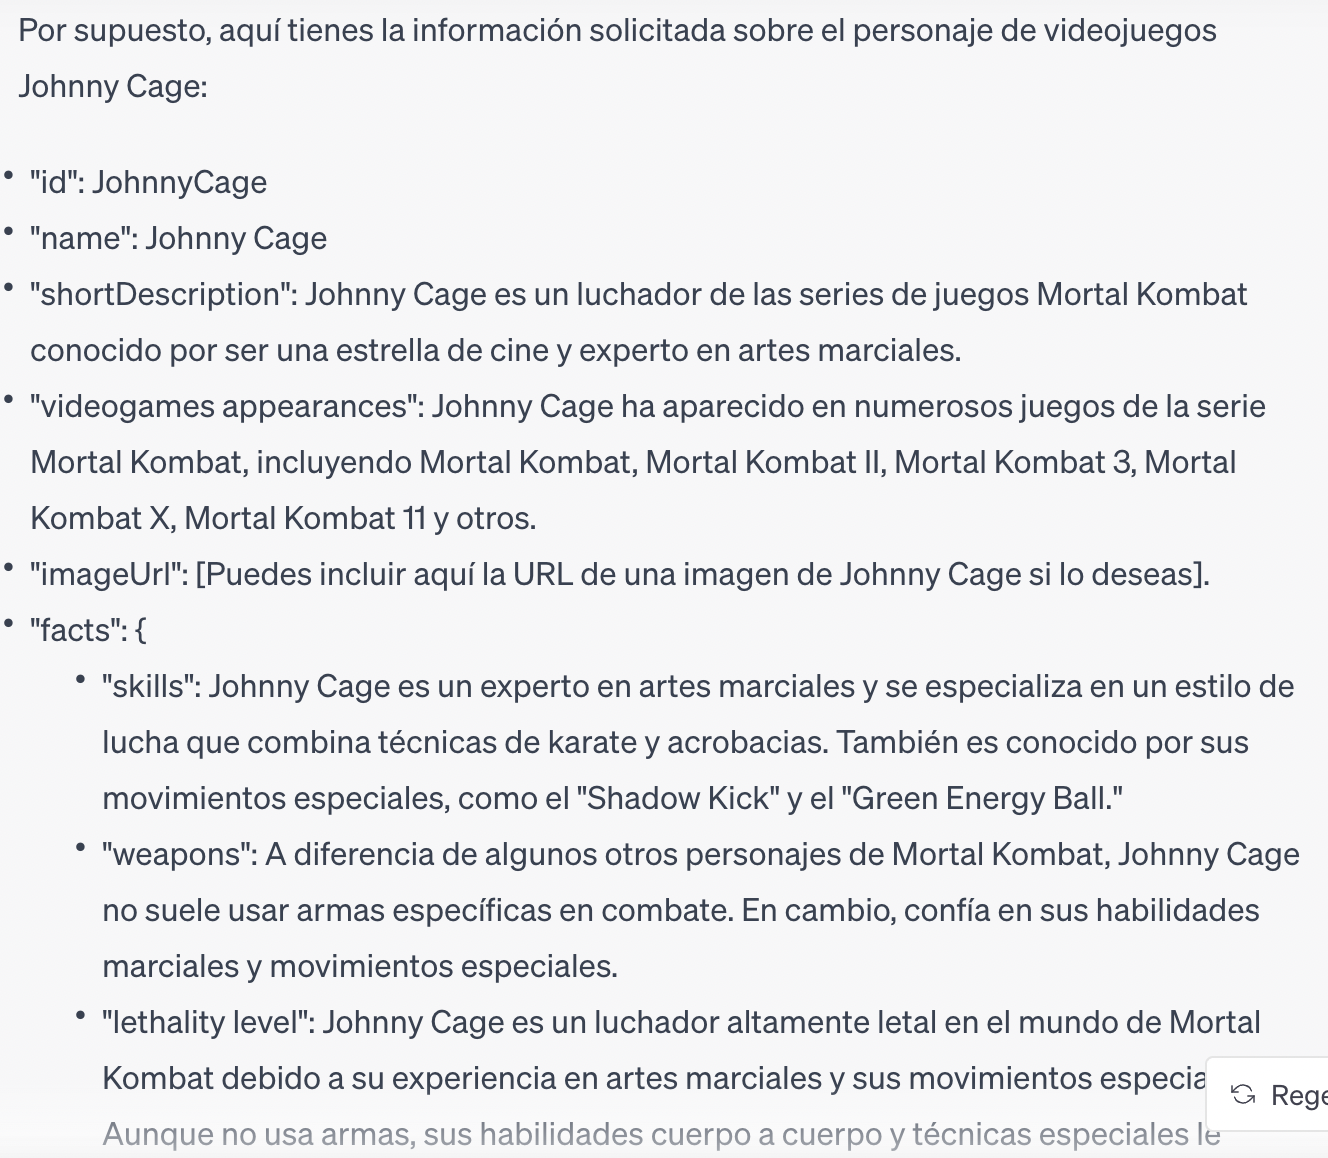 Por supuesto, aquí tienes la información solicitada sobre el personaje de videojuegos
Johnny Cage:
• "id": JohnnyCage
• "name": Johnny Cage
• "shortDescription": Johnny Cage es un luchador de las series de juegos Mortal Kombat
conocido por ser una estrella de cine y experto en artes marciales.
• "videogames appearances": Johnny Cage ha aparecido en numerosos juegos de la serie
Mortal Kombat, incluyendo Mortal Kombat, Mortal Kombat II, Mortal Kombat 3, Mortal
Kombat X, Mortal Kombat 11 y otros.
• "imageUrl": [Puedes incluir aquí la URL de una imagen de Johnny Cage si lo deseas].
• "facts": {
• "skills": Johnny Cage es un experto en artes marciales y se especializa en un estilo de
lucha que combina técnicas de karate y acrobacias. También es conocido por sus
movimientos especiales, como el "Shadow Kick" y el "Green Energy Ball."
• "weapons": A diferencia de algunos otros personajes de Mortal Kombat, Johnny Cage
no suele usar armas específicas en combate. En cambio, confía en sus habilidades
marciales y movimientos especiales.
• "lethality level": Johnny Cage es un luchador altamente letal en el mundo de Mortal
Kombat debido a su experiencia en artes marciales y sus movimientos especia
Rege
Aunque no usa armas, sus habilidades cuerpo a cuerpo y técnicas especiales le